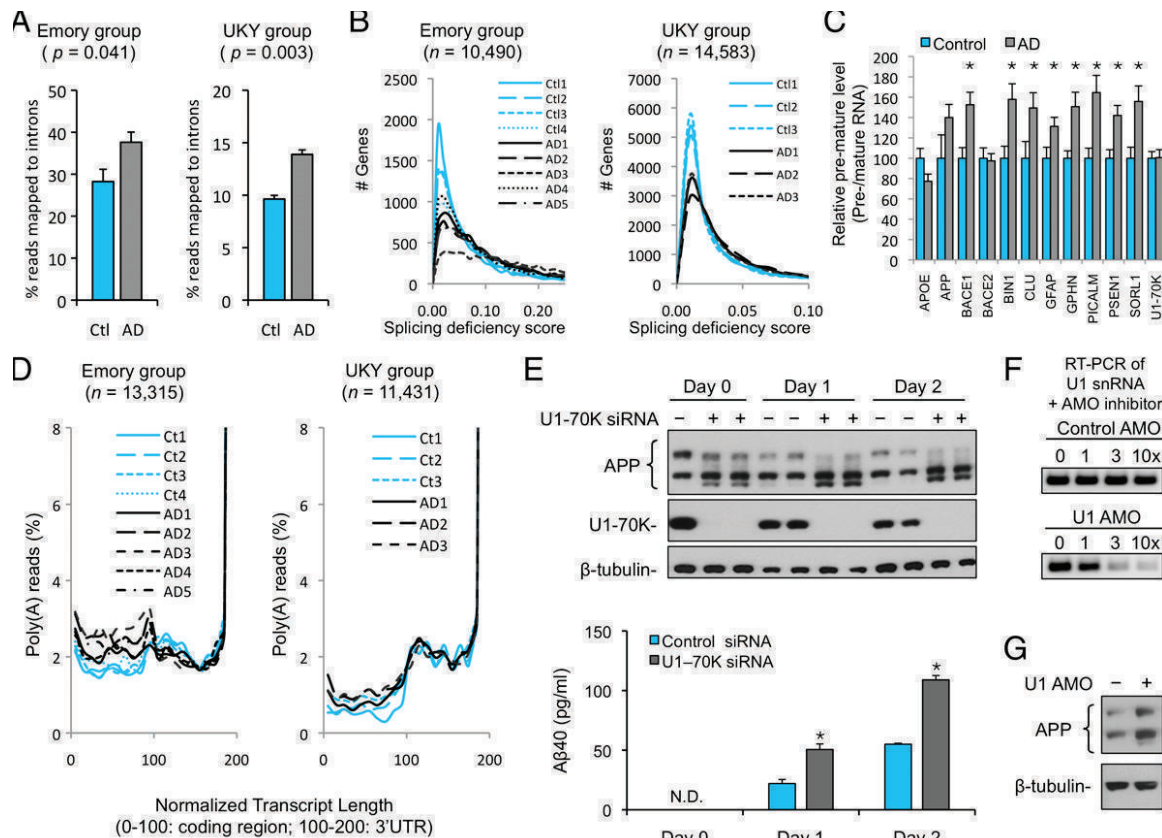 A
Emory group
( p = 0.041)
UKY group
( p = 0.003)
% reads mapped to introns
50
40
30
20
10
0
Ctl AD
% reads mapped to introns
20
15
10
5
0
Ctl AD
B
Emory group
(n = 10,490)
# Genes
2500
2000
1500
1000
500
0
Ctl1
Ctl2
Ctl3
Ctl4
AD1
AD2
AD3
AD4
AD5
0.00 0.10 0.20
Splicing deficiency score
UKY group
(n = 14,583)
# Genes
7000
6000
5000
4000
3000
2000
1000
0
Ctl1
Ctl2
Ctl3
AD1
AD2
AD3
0.00 0.05 0.10
Splicing deficiency score
C
Control AD
Relative pre-mature level
(Pre-/mature RNA)
200
180
160
140
120
100
80
60
40
20
0
* * * * * * * *
APOE
APP
BACE1
BACE2
BIN1
CLU
GFAP
GPHN
PICALM
PSEN1
SORL1
U1-70K
D
Emory group
(n = 13,315)
Poly(A) reads (%)
8
6
4
2
0
Ct1
Ct2
Ct3
Ct4
AD1
AD2
AD3
AD4
AD5
0 100 200
UKY group
(n = 11,431)
Poly(A) reads (%)
8
6
4
2
0
Ct1
Ct2
Ct3
AD1
AD2
AD3
0 100 200
Normalized Transcript Length
(0-100: coding region; 100-200: 3'UTR)
E
Day 0 Day 1 Day 2
U1-70K siRNA − + + − − + + − − + +
APP
U1-70K-
β-tubulin-
Aβ40 (pg/ml)
150
100
50
0
Control siRNA
U1–70K siRNA
N.D.
*
*
Day 0 Day 1 Day 2
F
RT-PCR of
U1 snRNA
+ AMO inhibitor
Control AMO
0 1 3 10x
U1 AMO
0 1 3 10x
G
U1 AMO − +
APP
β-tubulin-